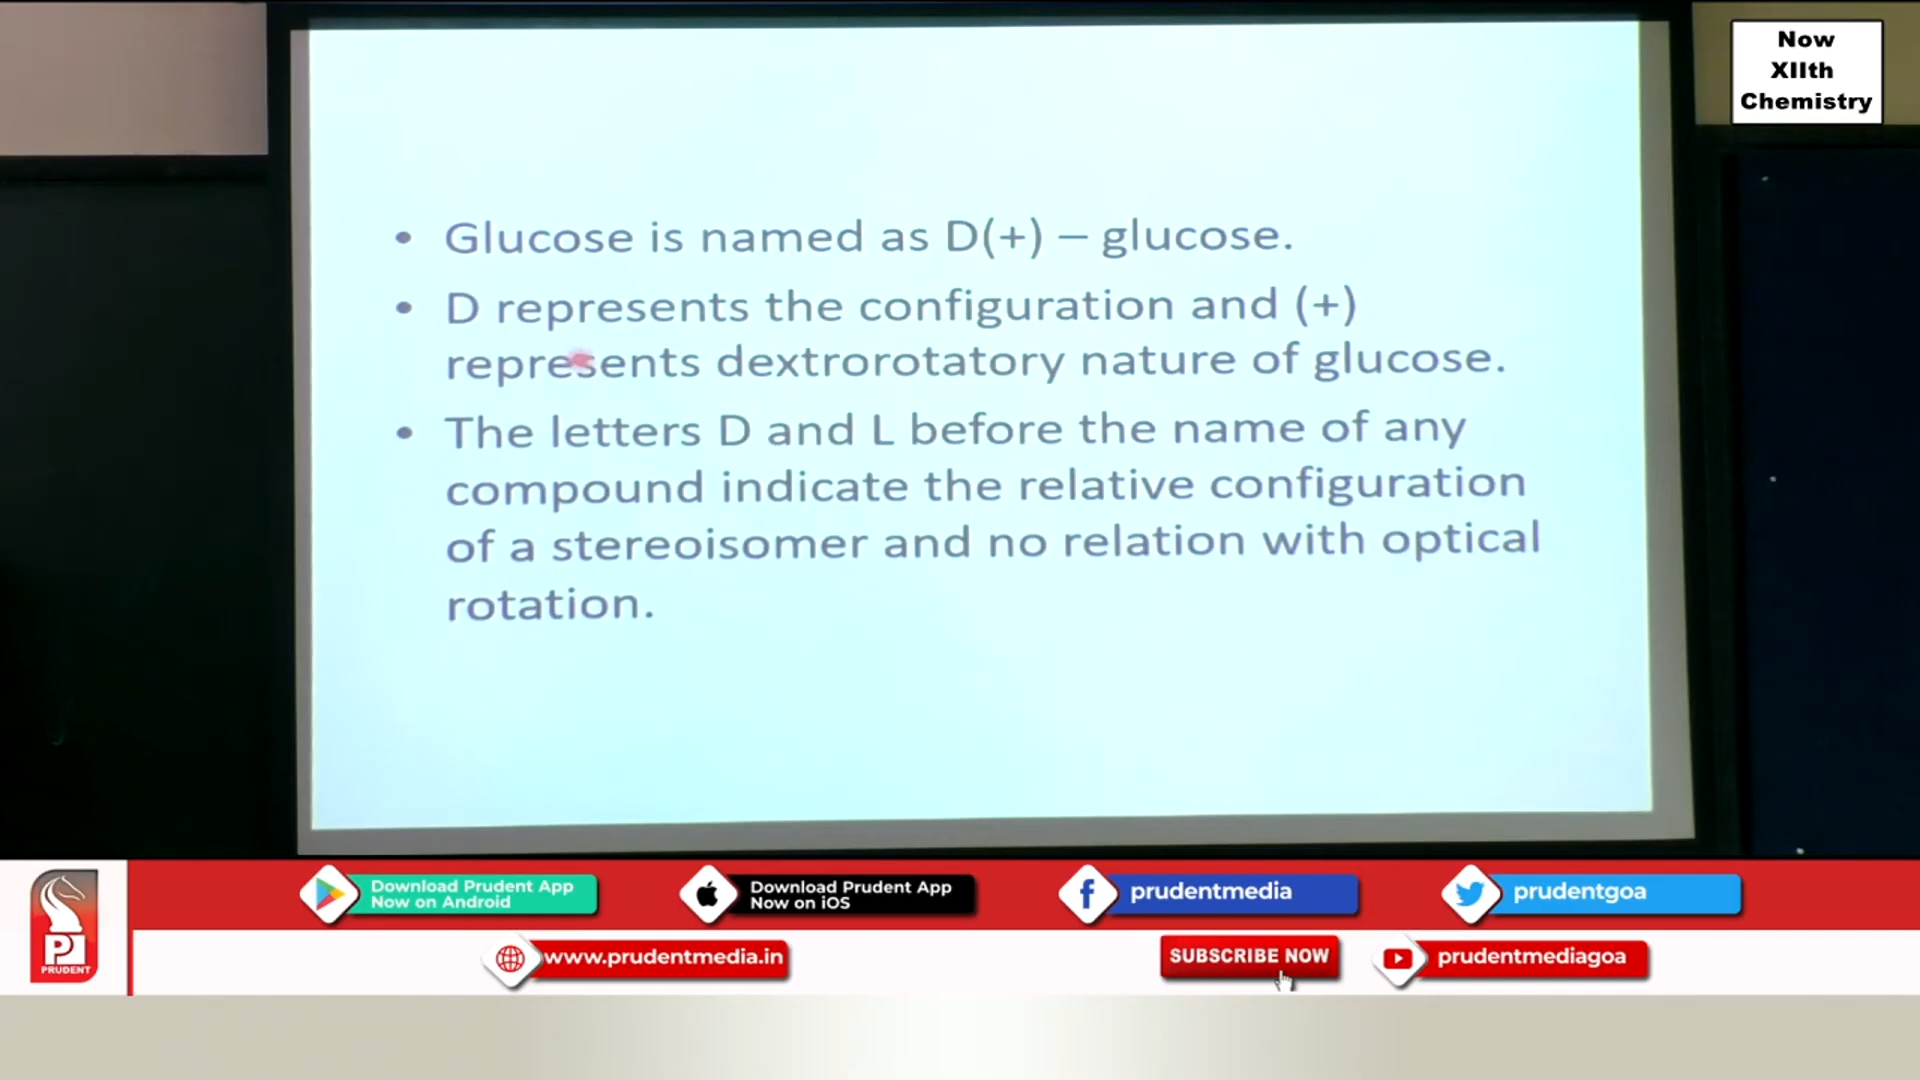 Now
XIIth
Chemistry
• Glucose is named as D(+) – glucose.
• D represents the configuration and (+)
represents dextrorotatory nature of glucose.
• The letters D and L before the name of any
compound indicate the relative configuration
of a stereoisomer and no relation with optical
rotation.
Download Prudent App
Now on Android
Download Prudent App
Now on iOS
prudentmedia
prudentgoa
PRUDENT
www.prudentmedia.in
SUBSCRIBE NOW
prudentmediagoa